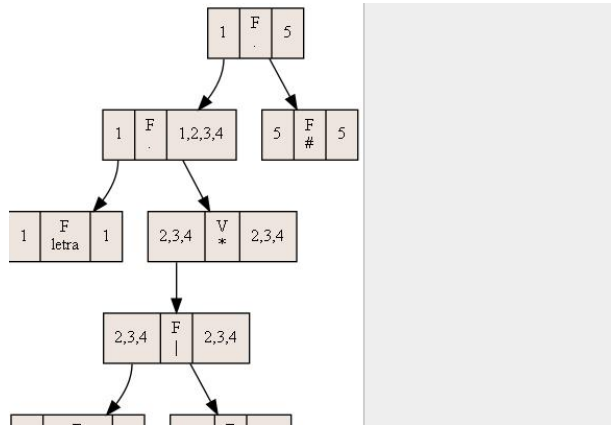 1 F . 5
1 F . 1,2,3,4
5 F # 5
1 F letra 1
2,3,4 V * 2,3,4
2,3,4 F | 2,3,4